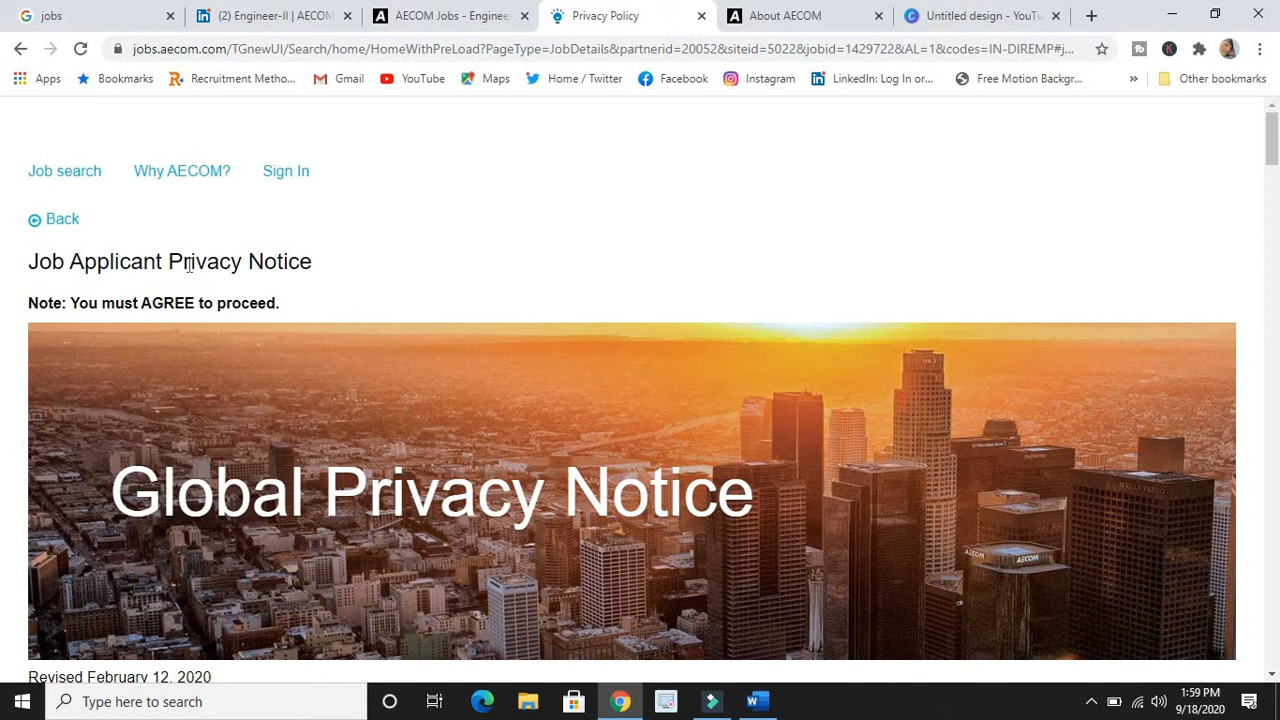 jobs
(2) Engineer-II | AECOM
AECOM Jobs - Enginee
Privacy Policy
About AECOM
Untitled design - YouTu
jobs.aecom.com/TGnewUI/Search/home/HomeWithPreLoad?PageType=JobDetails&partnerid=20052&siteid=5022&jobid=1429722&AL=1&codes=IN-DIREMP#j...
Apps
Bookmarks
Recruitment Metho...
Gmail
YouTube
Maps
Home / Twitter
Facebook
Instagram
LinkedIn: Log In or...
Free Motion Backgr...
Other bookmarks
Job search
Why AECOM?
Sign In
Back
Job Applicant Privacy Notice
Note: You must AGREE to proceed.
Global Privacy Notice
AECOM
AECOM
Revised February 12, 2020
Type here to search
1:59 PM
9/18/2020